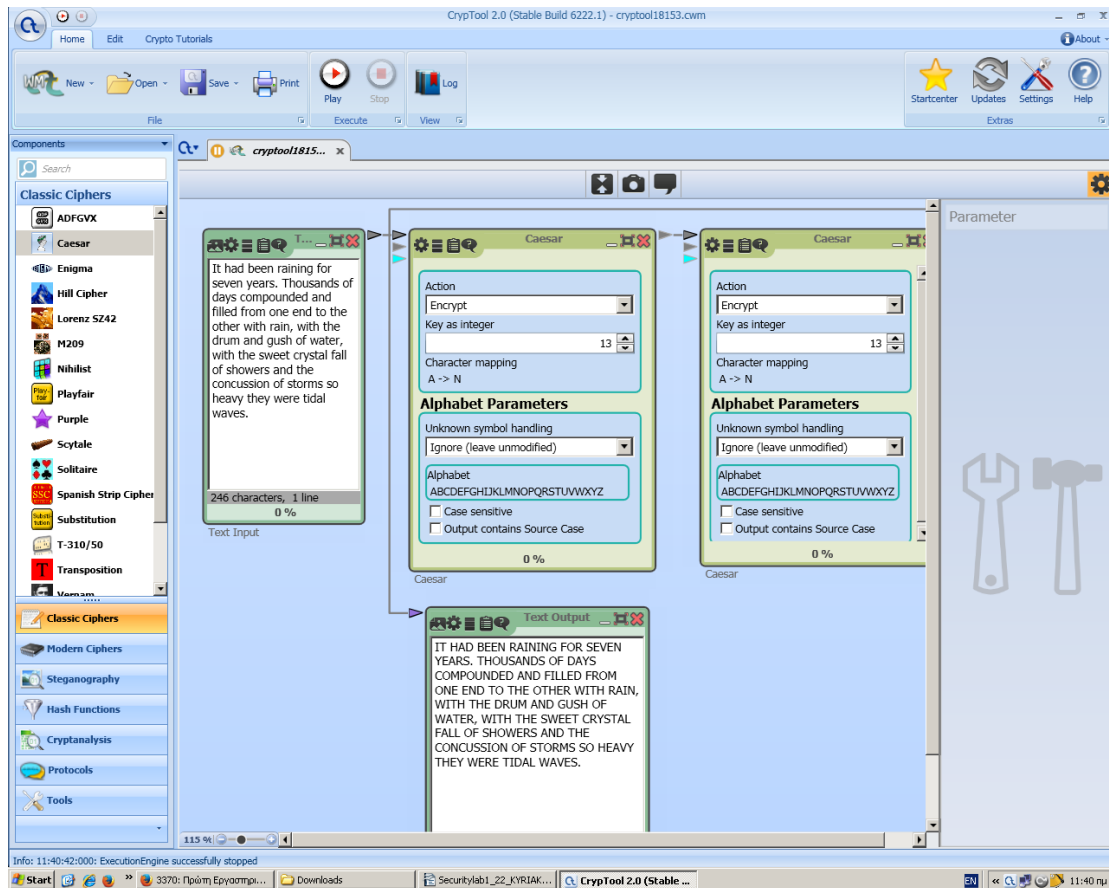 CrypTool 2.0 (Stable Build 6222.1) - cryptool18153.cwm
Home Edit Crypto Tutorials
About
New Open Save Print
Play Stop
Log
Startcenter Updates Settings Help
File Execute View Extras
Components
cryptool1815... x
Search
Classic Ciphers
ADFGVX
Caesar
Enigma
Hill Cipher
Lorenz SZ42
M209
Nihilist
Playfair
Purple
Scytale
Solitaire
Spanish Strip Cipher
Substitution
T-310/50
Transposition
Vernam
Classic Ciphers
Modern Ciphers
Steganography
Hash Functions
Cryptanalysis
Protocols
Tools
T...
It had been raining for
seven years. Thousands of
days compounded and
filled from one end to the
other with rain, with the
drum and gush of water,
with the sweet crystal fall
of showers and the
concussion of storms so
heavy they were tidal
waves.
246 characters, 1 line
0 %
Text Input
Caesar
Action
Encrypt
Key as integer
13
Character mapping
A -> N
Alphabet Parameters
Unknown symbol handling
Ignore (leave unmodified)
Alphabet
ABCDEFGHIJKLMNOPQRSTUVWXYZ
Case sensitive
Output contains Source Case
0 %
Caesar
Caesar
Action
Encrypt
Key as integer
13
Character mapping
A -> N
Alphabet Parameters
Unknown symbol handling
Ignore (leave unmodified)
Alphabet
ABCDEFGHIJKLMNOPQRSTUVWXYZ
Case sensitive
Output contains Source Case
0 %
Caesar
Text Output
IT HAD BEEN RAINING FOR SEVEN
YEARS. THOUSANDS OF DAYS
COMPOUNDED AND FILLED FROM
ONE END TO THE OTHER WITH RAIN,
WITH THE DRUM AND GUSH OF
WATER, WITH THE SWEET CRYSTAL
FALL OF SHOWERS AND THE
CONCUSSION OF STORMS SO HEAVY
THEY WERE TIDAL WAVES.
Parameter
115 %
Info: 11:40:42:000: ExecutionEngine successfully stopped
Start 3370: Πρώτη Εργαστηρι... Downloads Securitylab1_22_KYRIAK... CrypTool 2.0 (Stable ... EN 11:40 πμ